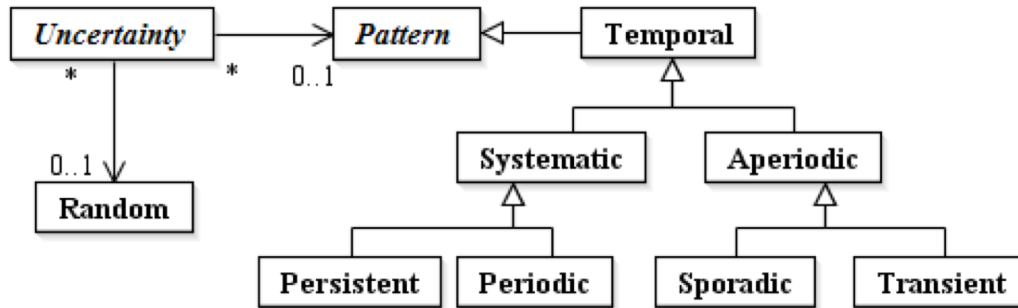 Uncertainty
Pattern
Temporal
*
*
0..1
0..1
Random
Systematic
Aperiodic
Persistent
Periodic
Sporadic
Transient